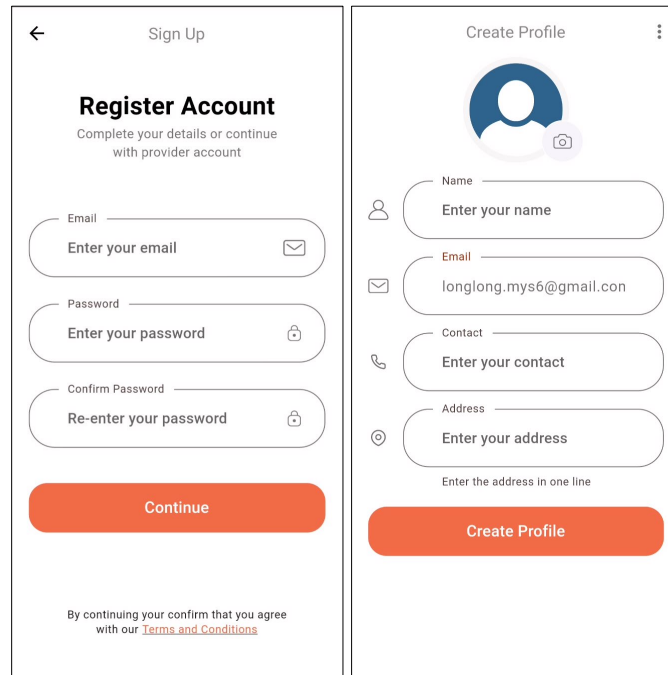 Sign Up
Register Account
Complete your details or continue
with provider account
Email
Enter your email
Password
Enter your password
Confirm Password
Re-enter your password
Continue
By continuing your confirm that you agree
with our Terms and Conditions
Create Profile
Name
Enter your name
Email
longlong.mys6@gmail.con
Contact
Enter your contact
Address
Enter your address
Enter the address in one line
Create Profile